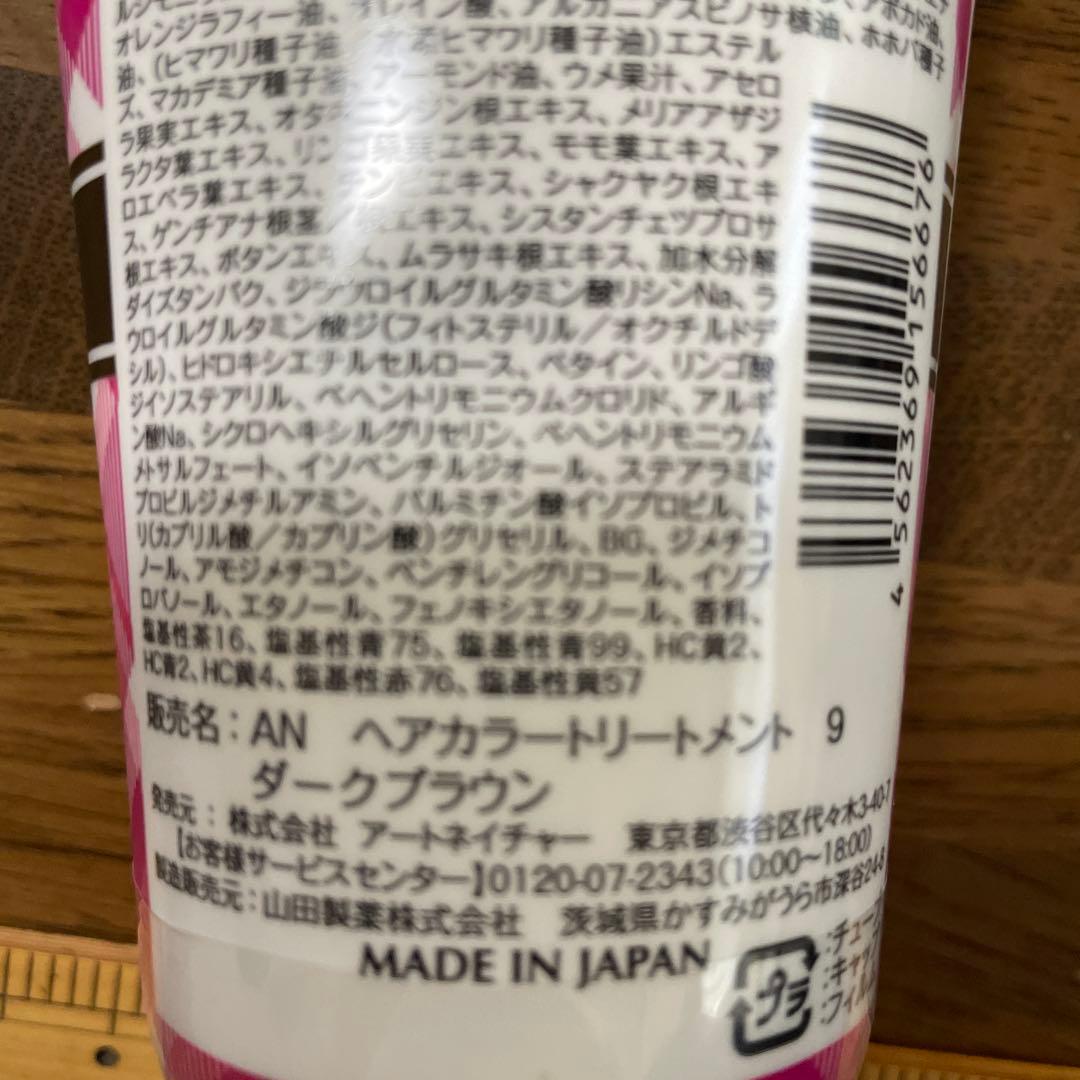 オレンジラフィー油、オレイン酸、アルガニアスピノサ核油、ホホバ種子
油、(ヒマワリ種子油/水添ヒマワリ種子油)エステル
ズ、マカデミア種子油、アーモンド油、ウメ果汁、アセロ
ラ果実エキス、オタネニンジン根エキス、メリアアザジ
ラクタ葉エキス、リンゴ果実エキス、モモ葉エキス、ア
ロエベラ葉エキス、エキス、シャクヤク根エキ
ス、ゲンチアナ根茎/根エキス、シスタンチェツブロサ
根エキス、ボタンエキス、ムラサキ根エキス、加水分解
ダイズタンパク、ジラウロイルグルタミン酸リシンNa、ラ
ウロイルグルタミン酸ジ(フィトステリル/オクチルドデ
シル)、ヒドロキシエチルセルロース、ベタイン、リンゴ酸
ジイソステアリル、ベヘントリモニウムクロリド、アルギ
ン酸Na、シクロヘキシルグリセリン、ベヘントリモニウム
メトサルフェート、イソペンチルジオール、ステアラミド
プロピルジメチルアミン、パルミチン酸イソプロピル、ト
リ(カプリル酸/カプリン酸)グリセリル、BG、ジメチコ
ノール、アモジメチコン、ペンチレングリコール、イソプ
ロパノール、エタノール、フェノキシエタノール、香料、
塩基性茶16、塩基性青75、塩基性青99、HC黄2、
HC青2、HC黄4、塩基性赤76、塩基性黄57
販売名:AN ヘアカラートリートメント 9
ダークブラウン
発売元:株式会社 アートネイチャー 東京都渋谷区代々木3-40-7
【お客様サービスセンター】0120-07-2343(10:00〜18:00)
製造販売元:山田製薬株式会社 茨城県かすみがうら市深谷24-8
MADE IN JAPAN
プラ
:チューブ
:キャップ
:フィルム
4 562369 156676